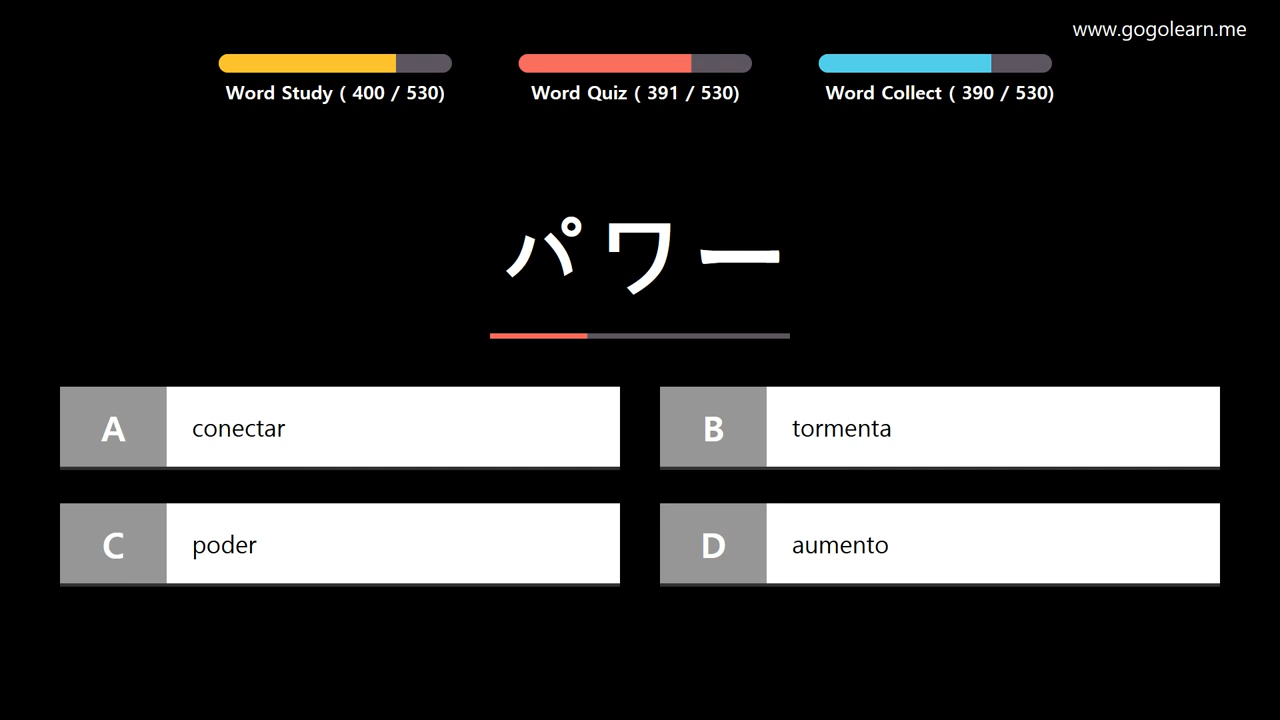 www.gogolearn.me
Word Study ( 400 / 530)
Word Quiz ( 391 / 530)
Word Collect ( 390 / 530)
パワー
A conectar
B tormenta
C poder
D aumento